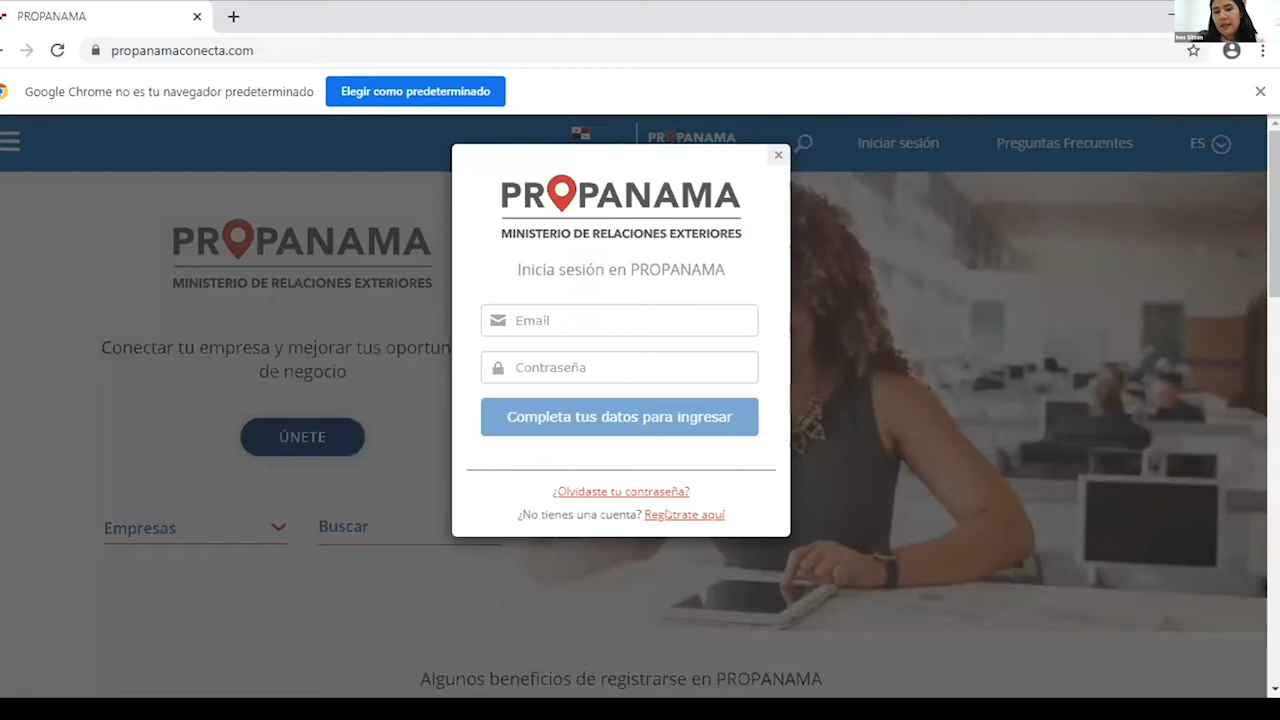 PROPANAMA
Ines Sitton
propanamaconecta.com
Google Chrome no es tu navegador predeterminado
Elegir como predeterminado
PROPANAMA
Iniciar sesión
Preguntas Frecuentes
ES
PROPANAMA
MINISTERIO DE RELACIONES EXTERIORES
Conectar tu empresa y mejorar tus oportun
de negocio
ÚNETE
Empresas
Buscar
PROPANAMA
MINISTERIO DE RELACIONES EXTERIORES
Inicia sesión en PROPANAMA
Email
Contraseña
Completa tus datos para ingresar
¿Olvidaste tu contraseña?
¿No tienes una cuenta? Regístrate aquí
Algunos beneficios de registrarse en PROPANAMA